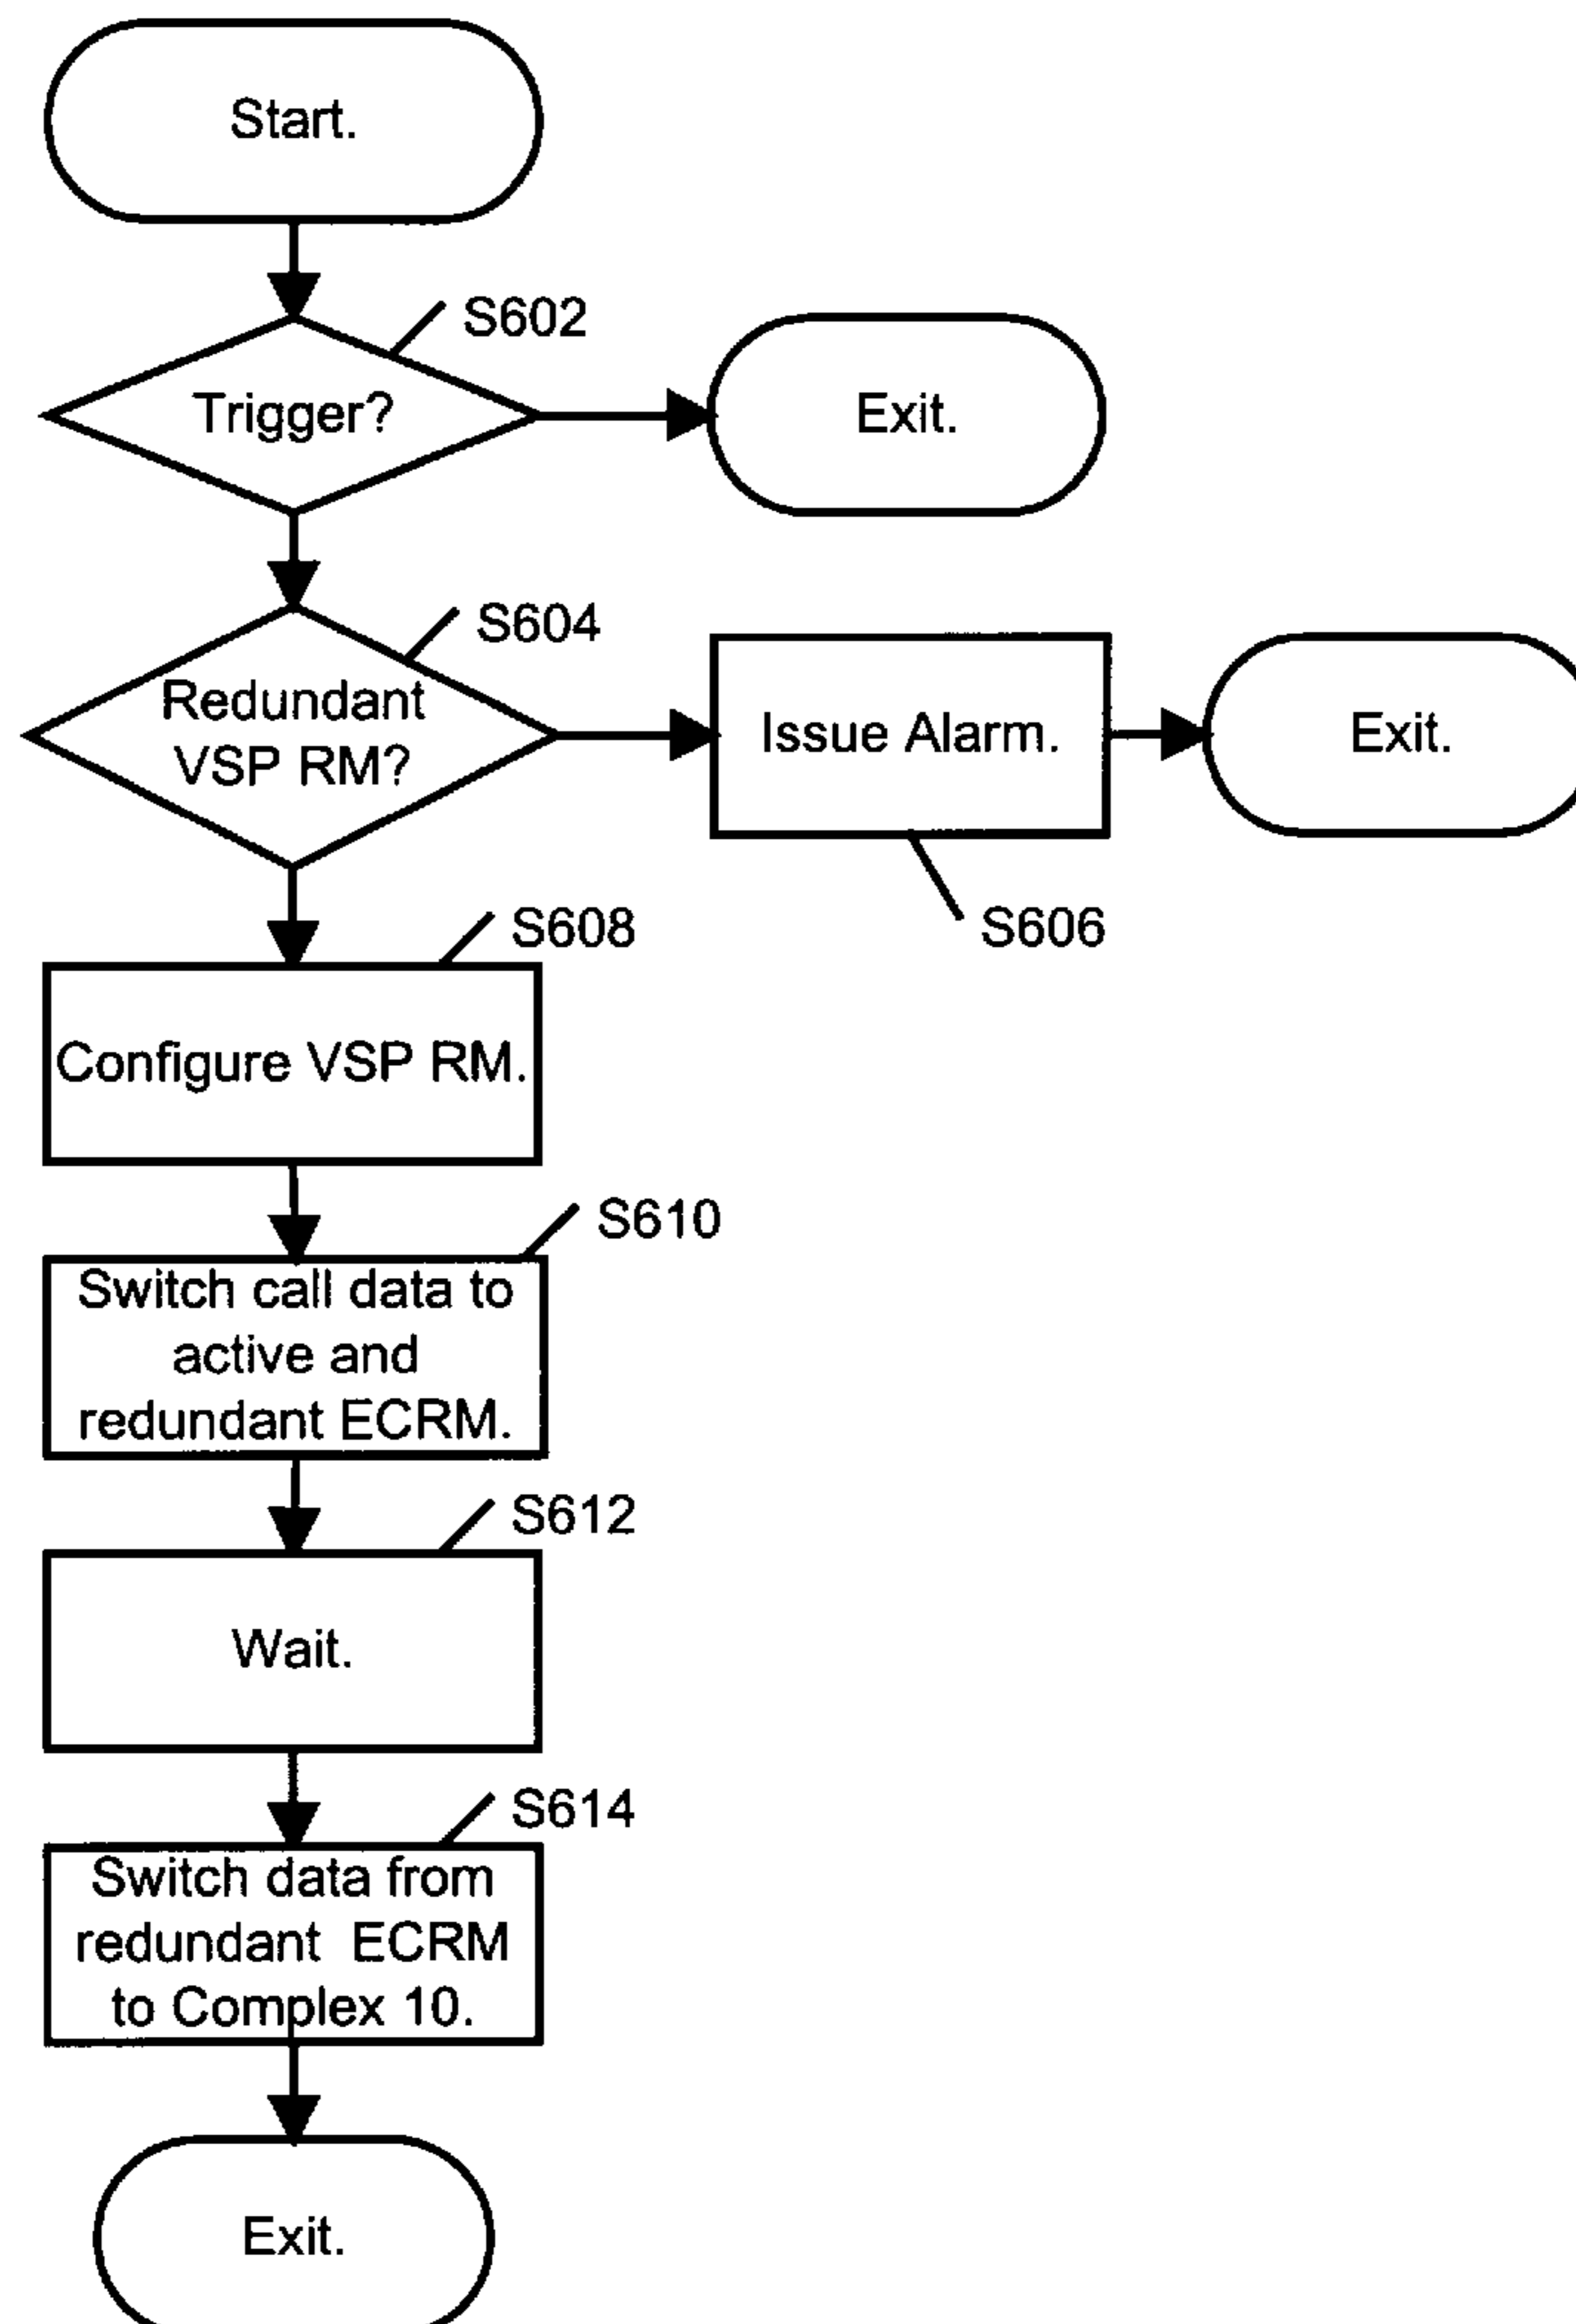 Start.
S602
Trigger?
Exit.
S604
Redundant
VSP RM?
Issue Alarm.
Exit.
S606
S608
Configure VSP RM.
S610
Switch call data to
active and
redundant ECRM.
S612
Wait.
S614
Switch data from
redundant ECRM
to Complex 10.
Exit.